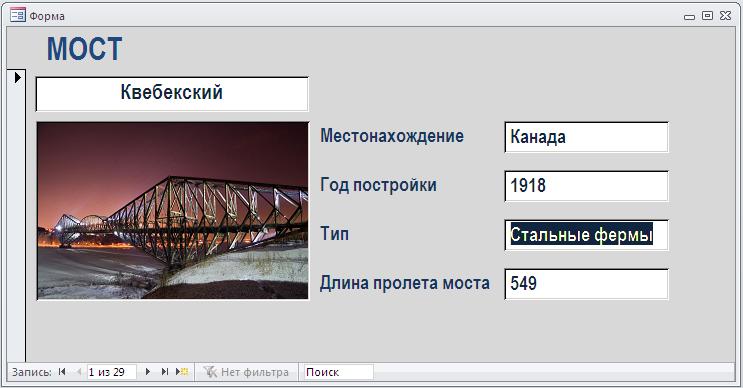 Форма
МОСТ
Квебекский
Местонахождение Канада
Год постройки 1918
Тип Стальные фермы
Длина пролета моста 549
Запись: 1 из 29 Нет фильтра Поиск